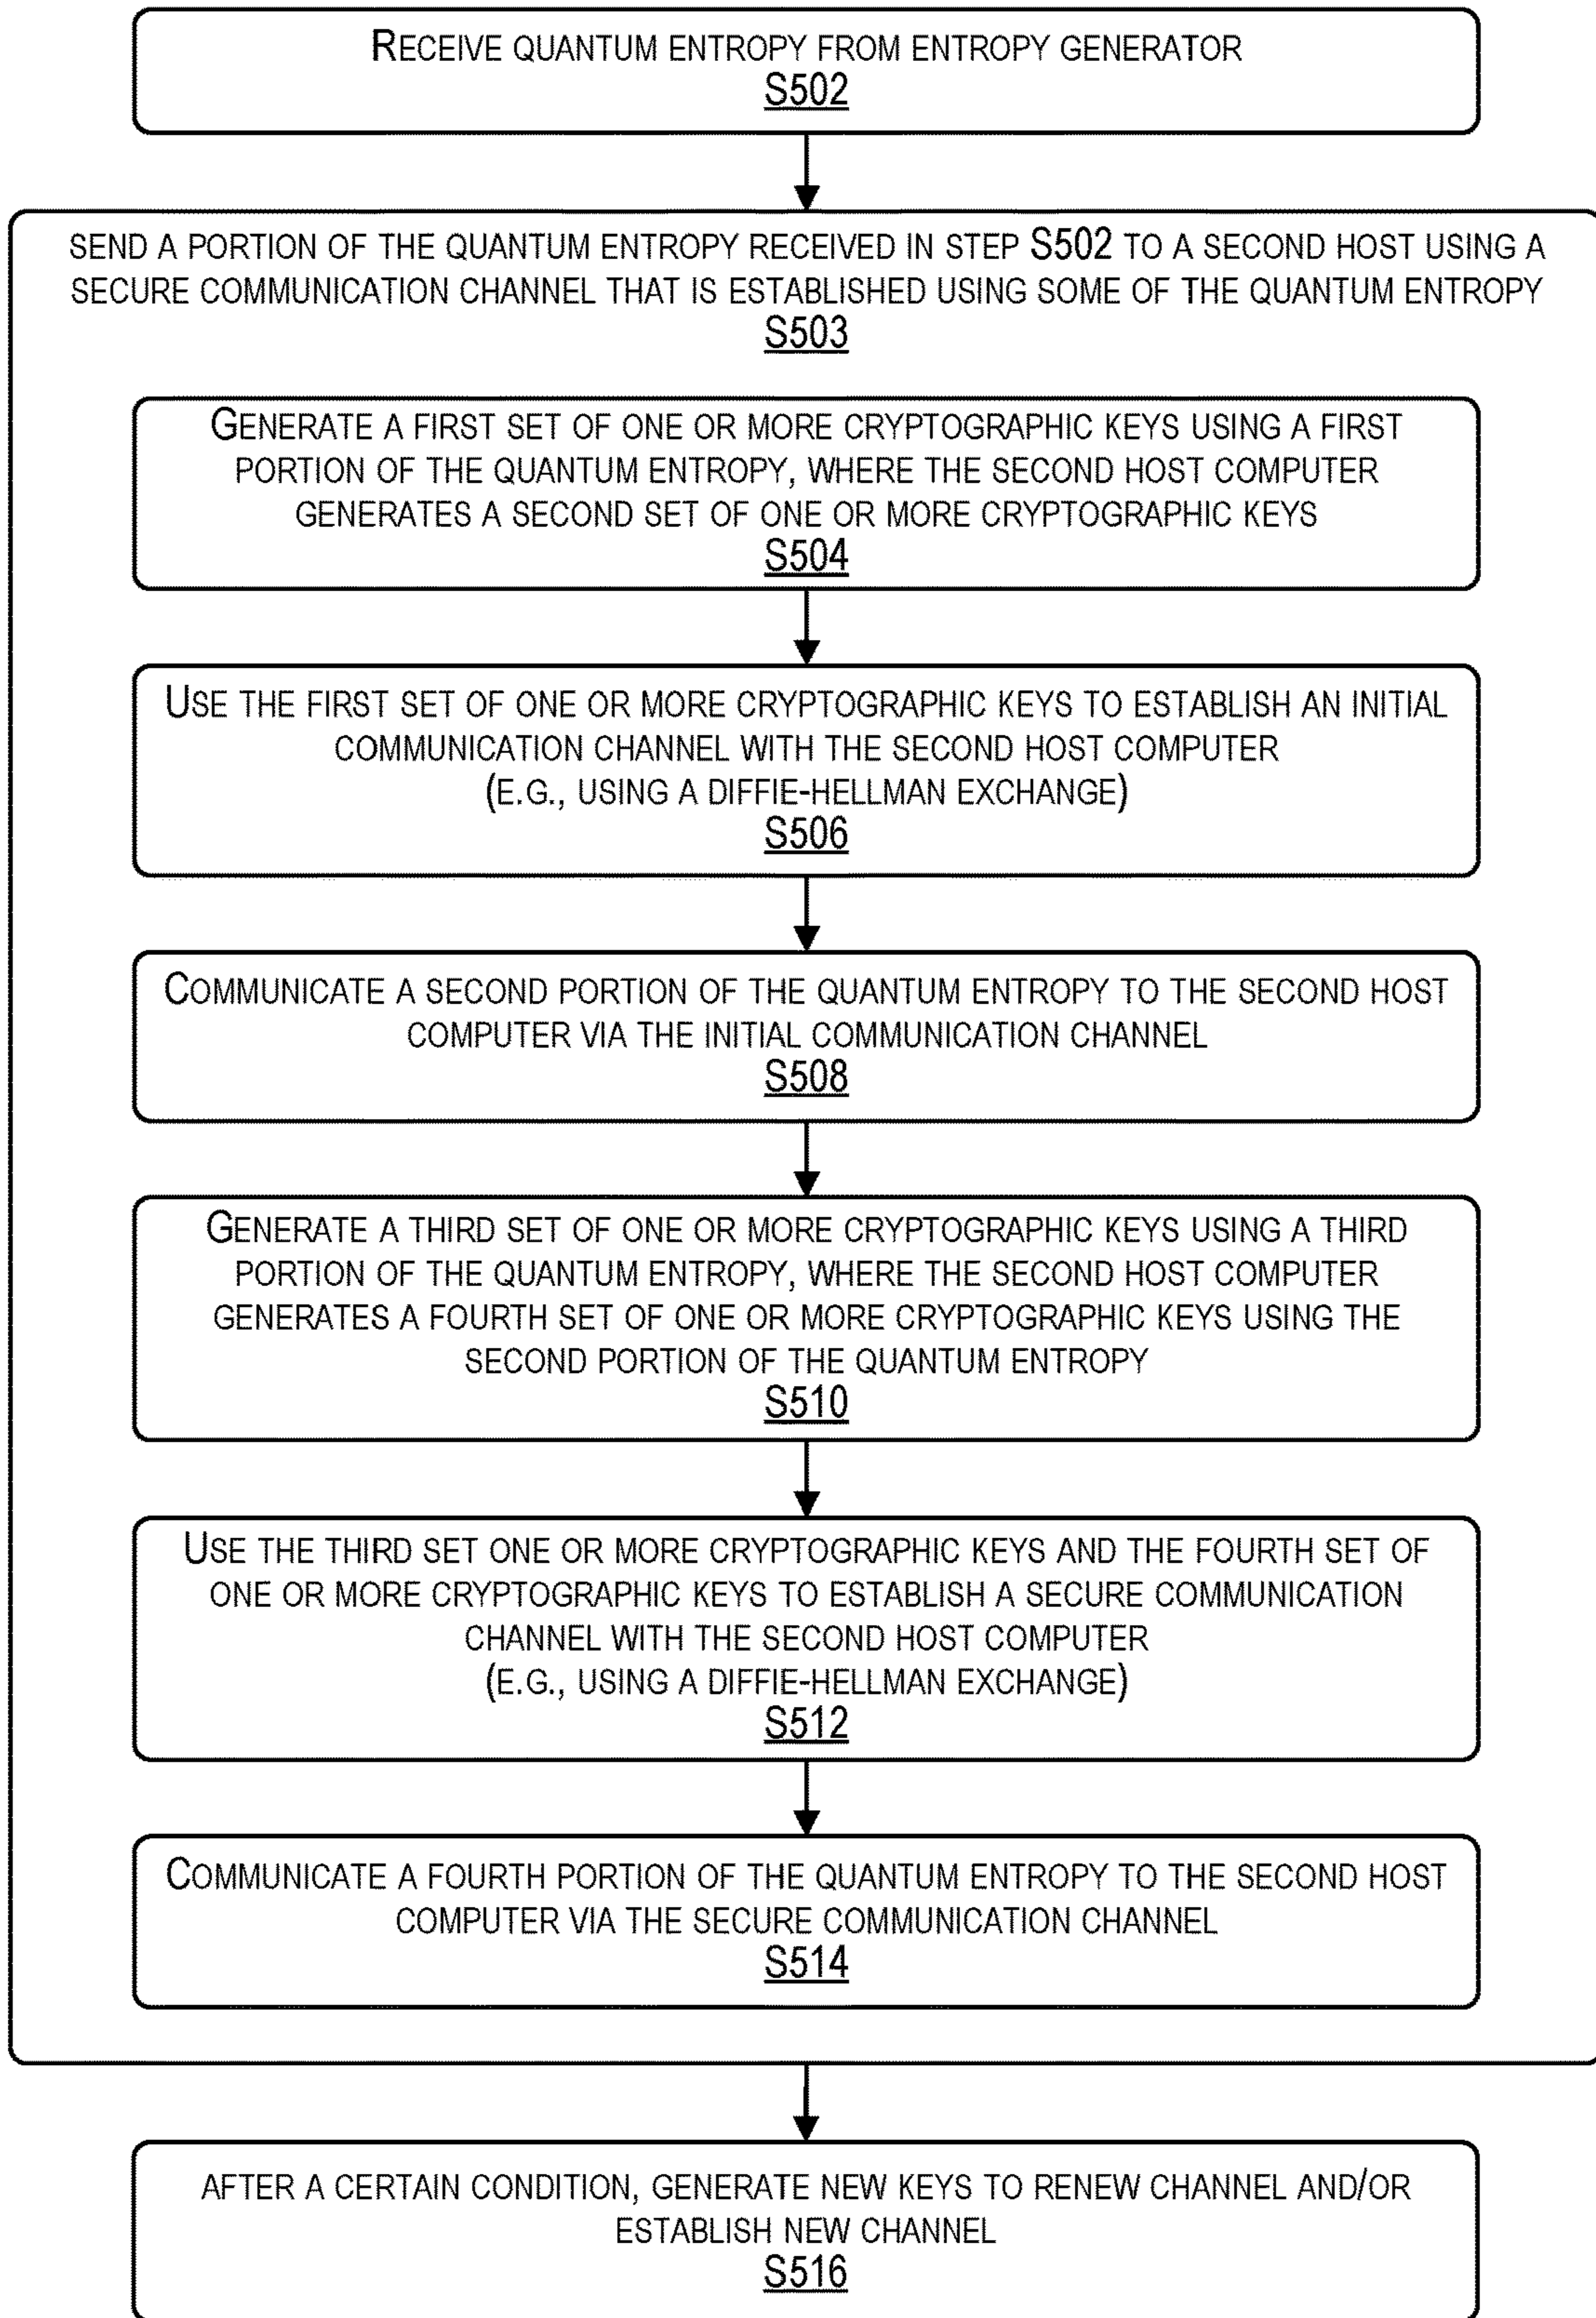 RECEIVE QUANTUM ENTROPY FROM ENTROPY GENERATOR
S502
SEND A PORTION OF THE QUANTUM ENTROPY RECEIVED IN STEP S502 TO A SECOND HOST USING A
SECURE COMMUNICATION CHANNEL THAT IS ESTABLISHED USING SOME OF THE QUANTUM ENTROPY
S503
GENERATE A FIRST SET OF ONE OR MORE CRYPTOGRAPHIC KEYS USING A FIRST
PORTION OF THE QUANTUM ENTROPY, WHERE THE SECOND HOST COMPUTER
GENERATES A SECOND SET OF ONE OR MORE CRYPTOGRAPHIC KEYS
S504
USE THE FIRST SET OF ONE OR MORE CRYPTOGRAPHIC KEYS TO ESTABLISH AN INITIAL
COMMUNICATION CHANNEL WITH THE SECOND HOST COMPUTER
(E.G., USING A DIFFIE-HELLMAN EXCHANGE)
S506
COMMUNICATE A SECOND PORTION OF THE QUANTUM ENTROPY TO THE SECOND HOST
COMPUTER VIA THE INITIAL COMMUNICATION CHANNEL
S508
GENERATE A THIRD SET OF ONE OR MORE CRYPTOGRAPHIC KEYS USING A THIRD
PORTION OF THE QUANTUM ENTROPY, WHERE THE SECOND HOST COMPUTER
GENERATES A FOURTH SET OF ONE OR MORE CRYPTOGRAPHIC KEYS USING THE
SECOND PORTION OF THE QUANTUM ENTROPY
S510
USE THE THIRD SET ONE OR MORE CRYPTOGRAPHIC KEYS AND THE FOURTH SET OF
ONE OR MORE CRYPTOGRAPHIC KEYS TO ESTABLISH A SECURE COMMUNICATION
CHANNEL WITH THE SECOND HOST COMPUTER
(E.G., USING A DIFFIE-HELLMAN EXCHANGE)
S512
COMMUNICATE A FOURTH PORTION OF THE QUANTUM ENTROPY TO THE SECOND HOST
COMPUTER VIA THE SECURE COMMUNICATION CHANNEL
S514
AFTER A CERTAIN CONDITION, GENERATE NEW KEYS TO RENEW CHANNEL AND/OR
ESTABLISH NEW CHANNEL
S516